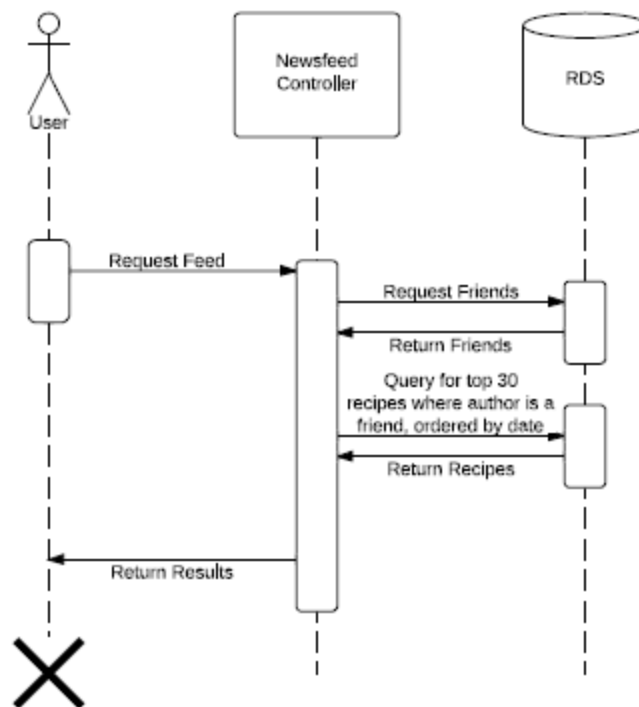 Newsfeed
Controller
RDS
User
Request Feed
Request Friends
Return Friends
Query for top 30
recipes where author is a
friend, ordered by date
Return Recipes
Return Results